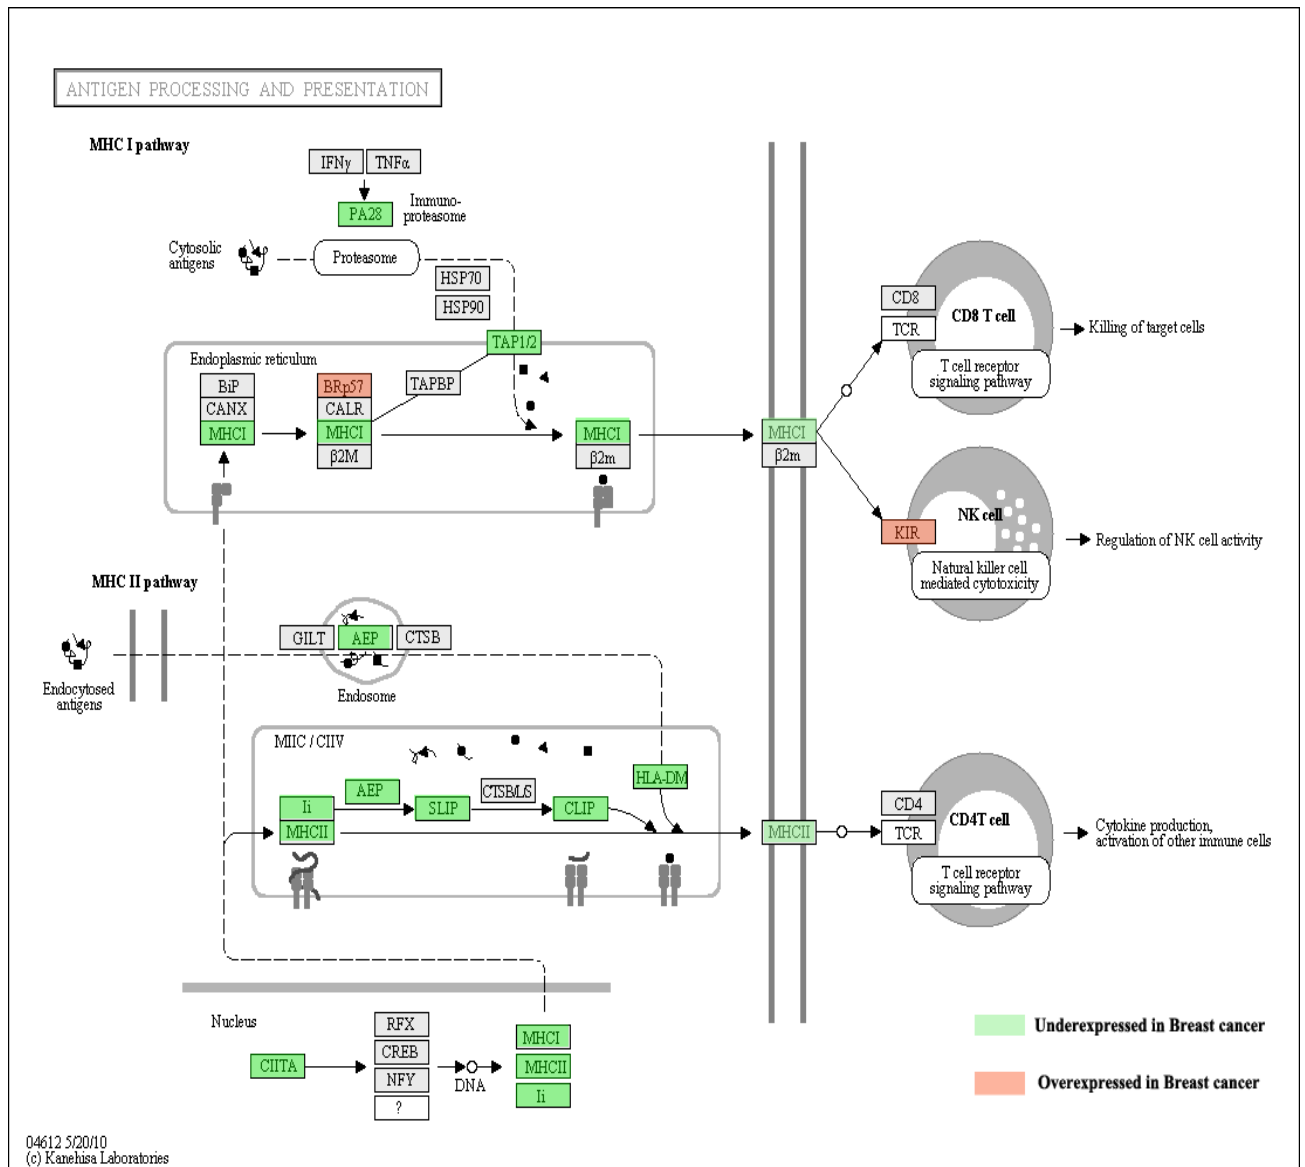 ANTIGEN PROCESSING AND PRESENTATION
MHC I pathway
IFNγ
TNFα
PA28
Immuno-
proteasome
Cytosolic
antigens
Proteasome
HSP70
HSP90
TAP1/2
Endoplasmic reticulum
BiP
CANX
MHCI
BRp57
CALR
MHCI
β2M
TAPBP
MHCI
β2m
MHCI
β2m
CD8
TCR
CD8 T cell
T cell receptor
signaling pathway
Killing of target cells
KIR
NK cell
Natural killer cell
mediated cytotoxicity
Regulation of NK cell activity
MHC II pathway
Endocytosed
antigens
GILT
AEP
CTSB
Endosome
MIIC / CIIV
Ii
MHCII
AEP
SLIP
CTSB/L/S
CLIP
HLA-DM
MHCII
CD4
TCR
CD4T cell
T cell receptor
signaling pathway
Cytokine production,
activation of other immune cells
Nucleus
CIITA
RFX
CREB
NFY
?
DNA
MHCI
MHCII
Ii
Underexpressed in Breast cancer
Overexpressed in Breast cancer
04612 5/20/10
(c) Kanehisa Laboratories